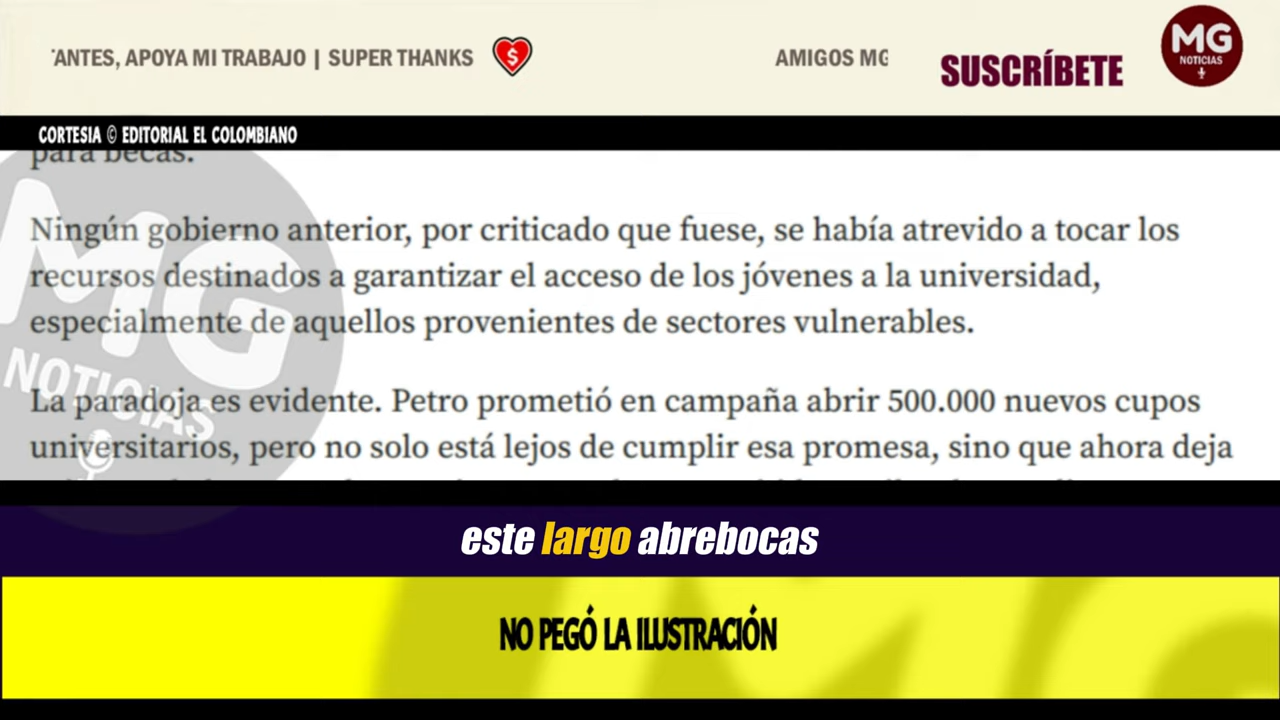 'ANTES, APOYA MI TRABAJO | SUPER THANKS
AMIGOS MG
SUSCRÍBETE
MG
NOTICIAS
CORTESIA © EDITORIAL EL COLOMBIANO
para becas.
Ningún gobierno anterior, por criticado que fuese, se había atrevido a tocar los
recursos destinados a garantizar el acceso de los jóvenes a la universidad,
especialmente de aquellos provenientes de sectores vulnerables.
La paradoja es evidente. Petro prometió en campaña abrir 500.000 nuevos cupos
universitarios, pero no solo está lejos de cumplir esa promesa, sino que ahora deja
MG
NOTICIAS
este largo abrebocas
NO PEGÓ LA ILUSTRACIÓN